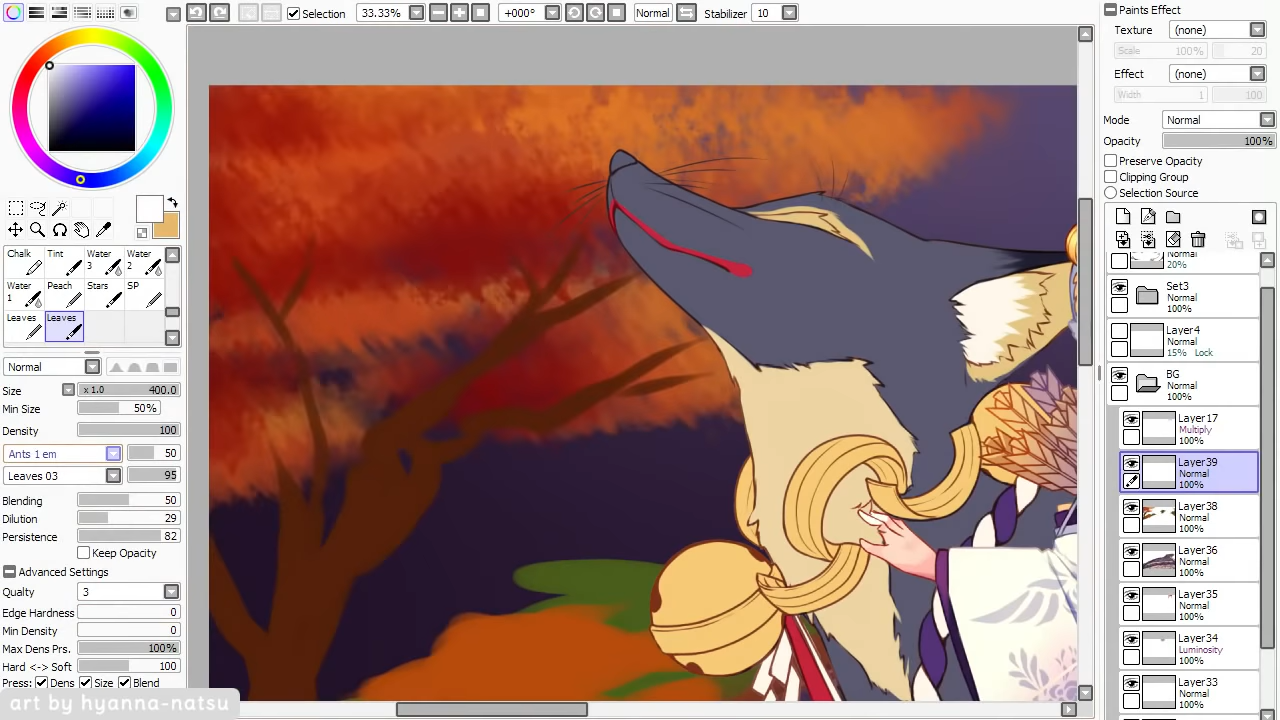 Selection 33.33% +000° Normal Stabilizer 10
Chalk Tint Water 3 Water 2
Water 1 Peach Stars SP
Leaves Leaves
Normal
Size x 1.0 400.0
Min Size 50%
Density 100
Ants 1 em 50
Leaves 03 95
Blending 50
Dilution 29
Persistence 82
Keep Opacity
Advanced Settings
Qualty 3
Edge Hardness 0
Min Density 0
Max Dens Prs. 100%
Hard <-> Soft 100
Press: Dens Size Blend
art by hyanna-natsu
Paints Effect
Texture (none)
Scale 100% 20
Effect (none)
Width 1 100
Mode Normal
Opacity 100%
Preserve Opacity
Clipping Group
Selection Source
Normal
20%
Set3
Normal
100%
Layer4
Normal
15% Lock
BG
Normal
100%
Layer17
Multiply
100%
Layer39
Normal
100%
Layer38
Normal
100%
Layer36
Normal
100%
Layer35
Normal
100%
Layer34
Luminosity
100%
Layer33
Normal
100%